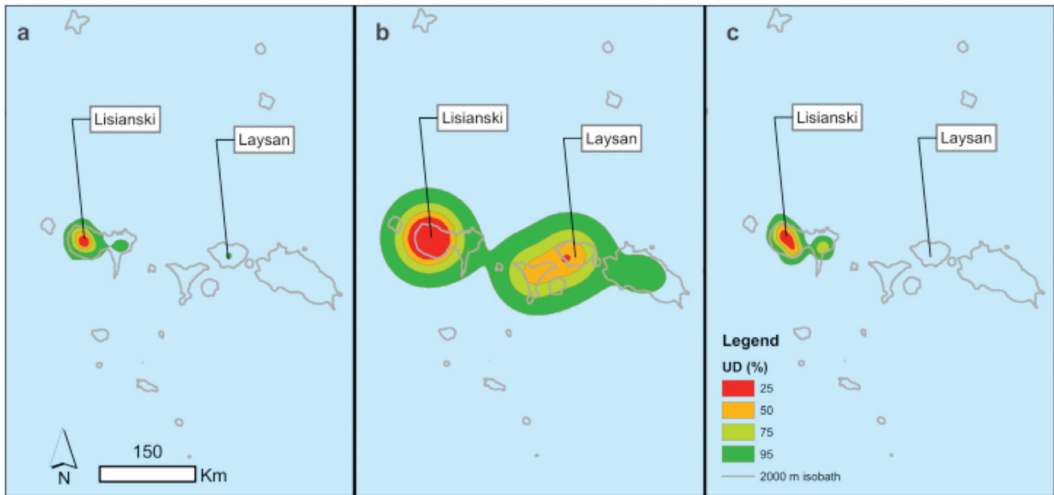 a
Lisianski
Laysan
150
Km
N
b
Lisianski
Laysan
c
Lisianski
Laysan
Legend
UD (%)
25
50
75
95
2000 m isobath